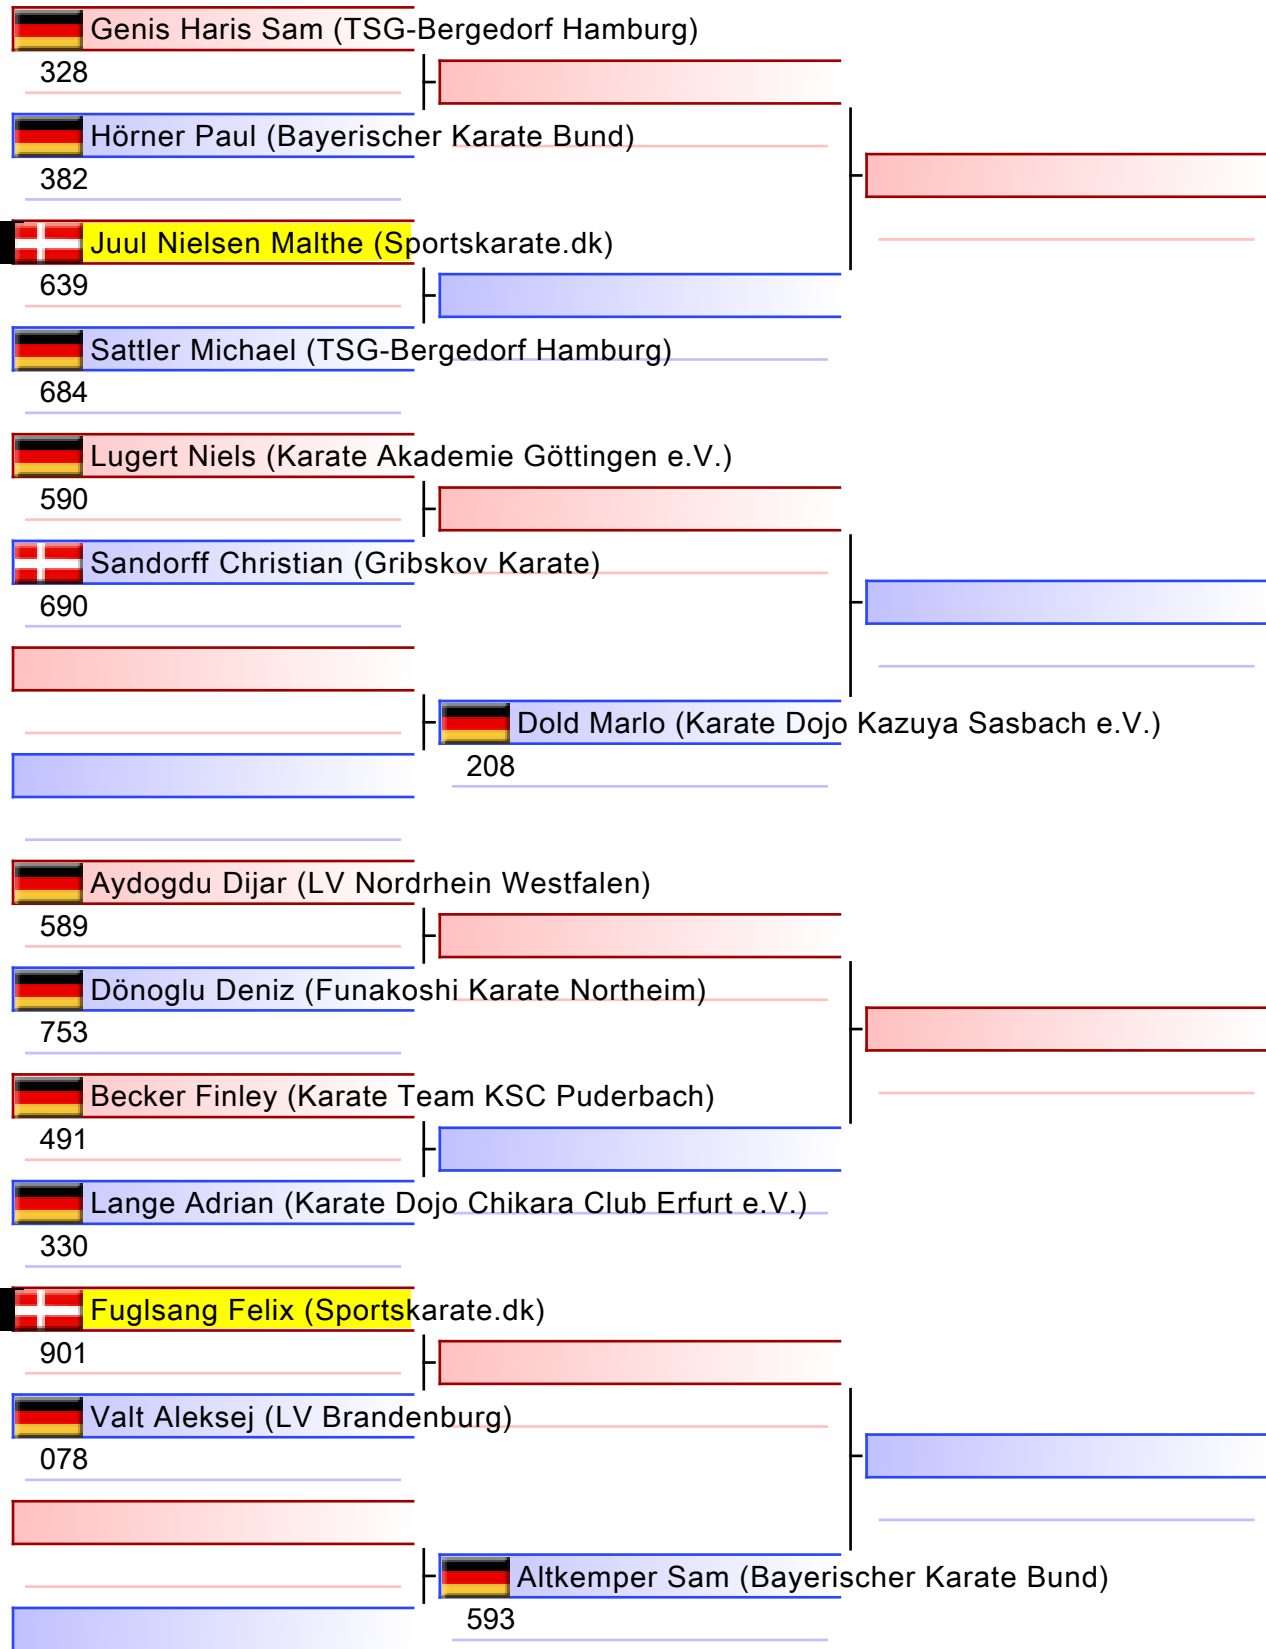 Genis Haris Sam (TSG-Bergedorf Hamburg)
328
Hörner Paul (Bayerischer Karate Bund)
382
Juul Nielsen Malthe (Sportskarate.dk)
639
Sattler Michael (TSG-Bergedorf Hamburg)
684
Lugert Niels (Karate Akademie Göttingen e.V.)
590
Sandorff Christian (Gribskov Karate)
690
Dold Marlo (Karate Dojo Kazuya Sasbach e.V.)
208
Aydogdu Dijar (LV Nordrhein Westfalen)
589
Dönoglu Deniz (Funakoshi Karate Northeim)
753
Becker Finley (Karate Team KSC Puderbach)
491
Lange Adrian (Karate Dojo Chikara Club Erfurt e.V.)
330
Fuglsang Felix (Sportskarate.dk)
901
Valt Aleksej (LV Brandenburg)
078
Altkemper Sam (Bayerischer Karate Bund)
593